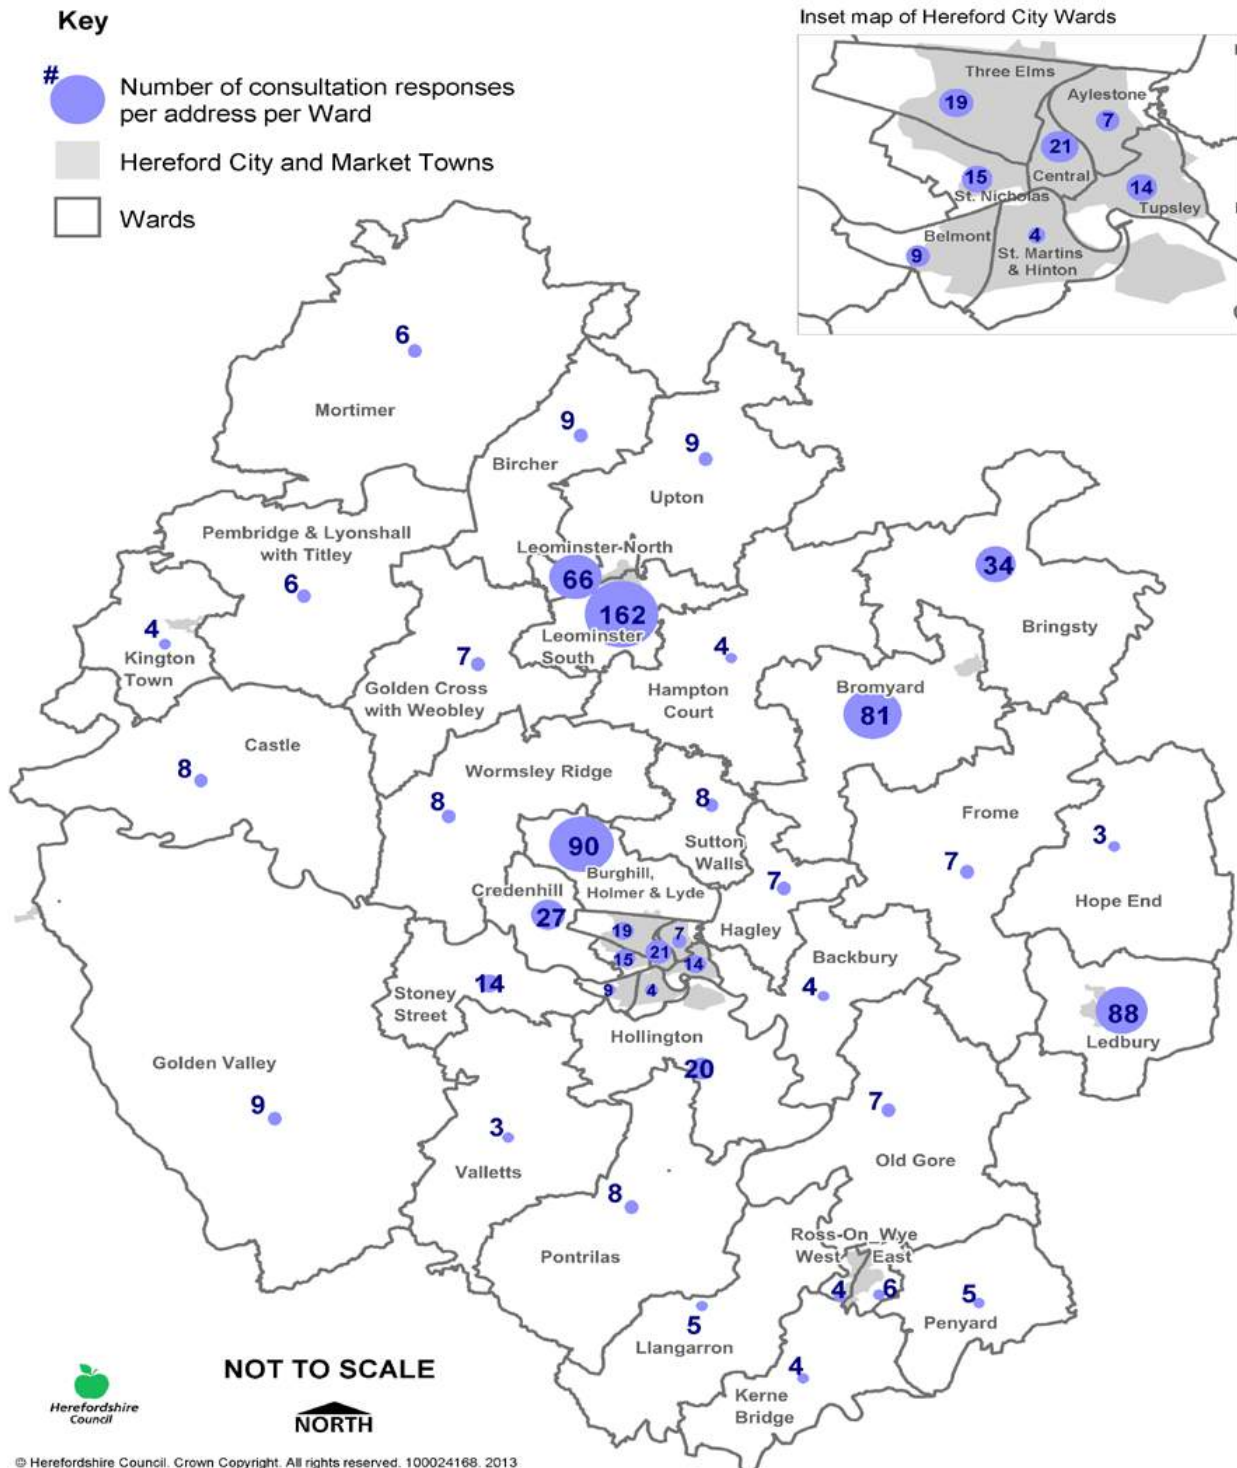 Key
#
Number of consultation responses
per address per Ward
Hereford City and Market Towns
Wards
Inset map of Hereford City Wards
Three Elms
19
Aylestone
7
21
Central
15
St. Nicholas
14
Tupsley
Belmont
9
4
St. Martins
& Hinton
6
Mortimer
9
Bircher
9
Upton
Pembridge & Lyonshall
with Titley
6
Leominster-North
66
162
Leominster
South
34
Bringsty
4
Kington
Town
7
Golden Cross
with Weobley
4
Hampton
Court
Bromyard
81
Castle
8
Wormsley Ridge
8
8
Sutton
Walls
90
Burghill,
Holmer & Lyde
Frome
7
3
Hope End
Credenhill
27
7
Hagley
19
7
21
15
14
9
4
Backbury
4
14
Stoney
Street
Hollington
20
88
Ledbury
Golden Valley
9
3
Valletts
7
Old Gore
8
Pontrilas
Ross-On_Wye
West
East
4
6
5
Penyard
5
Llangarron
4
Kerne
Bridge
Herefordshire
Council
NOT TO SCALE
NORTH
© Herefordshire Council. Crown Copyright. All rights reserved. 100024168. 2013